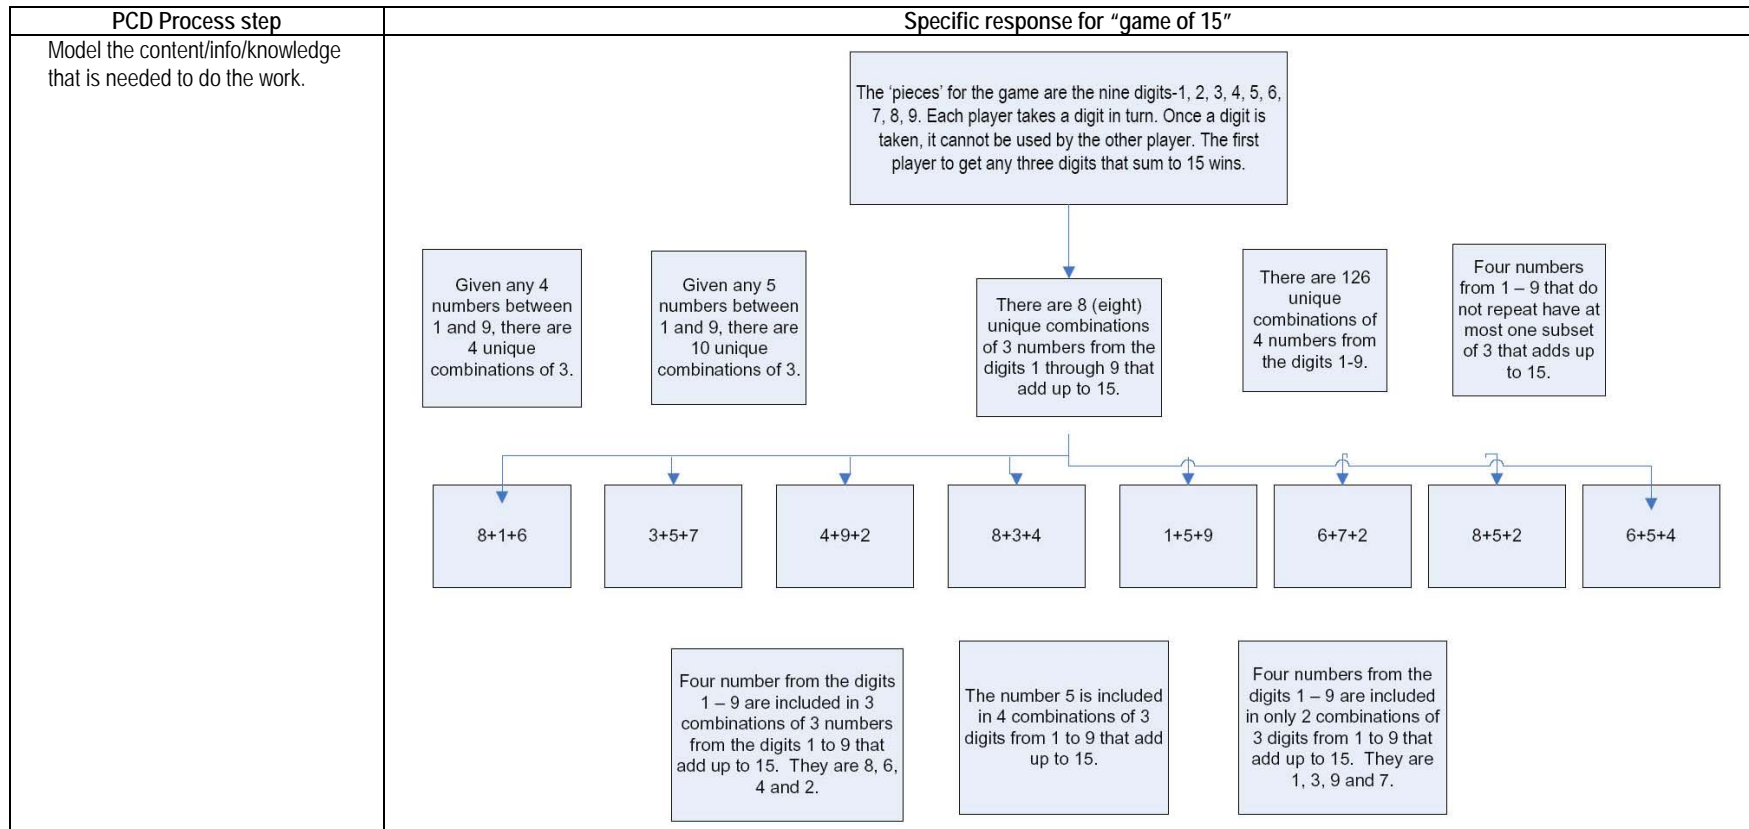 PCD Process step
Specific response for “game of 15”
Model the content/info/knowledge
that is needed to do the work.
The ‘pieces’ for the game are the nine digits-1, 2, 3, 4, 5, 6,
7, 8, 9. Each player takes a digit in turn. Once a digit is
taken, it cannot be used by the other player. The first
player to get any three digits that sum to 15 wins.
Given any 4
numbers between
1 and 9, there are
4 unique
combinations of 3.
Given any 5
numbers between
1 and 9, there are
10 unique
combinations of 3.
There are 8 (eight)
unique combinations
of 3 numbers from the
digits 1 through 9 that
add up to 15.
There are 126
unique
combinations of
4 numbers from
the digits 1-9.
Four numbers
from 1 – 9 that do
not repeat have at
most one subset
of 3 that adds up
to 15.
8+1+6
3+5+7
4+9+2
8+3+4
1+5+9
6+7+2
8+5+2
6+5+4
Four number from the digits
1 – 9 are included in 3
combinations of 3 numbers
from the digits 1 to 9 that
add up to 15.  They are 8, 6,
4 and 2.
The number 5 is included
in 4 combinations of 3
digits from 1 to 9 that add
up to 15.
Four numbers from the
digits 1 – 9 are included
in only 2 combinations of
3 digits from 1 to 9 that
add up to 15.  They are
1, 3, 9 and 7.